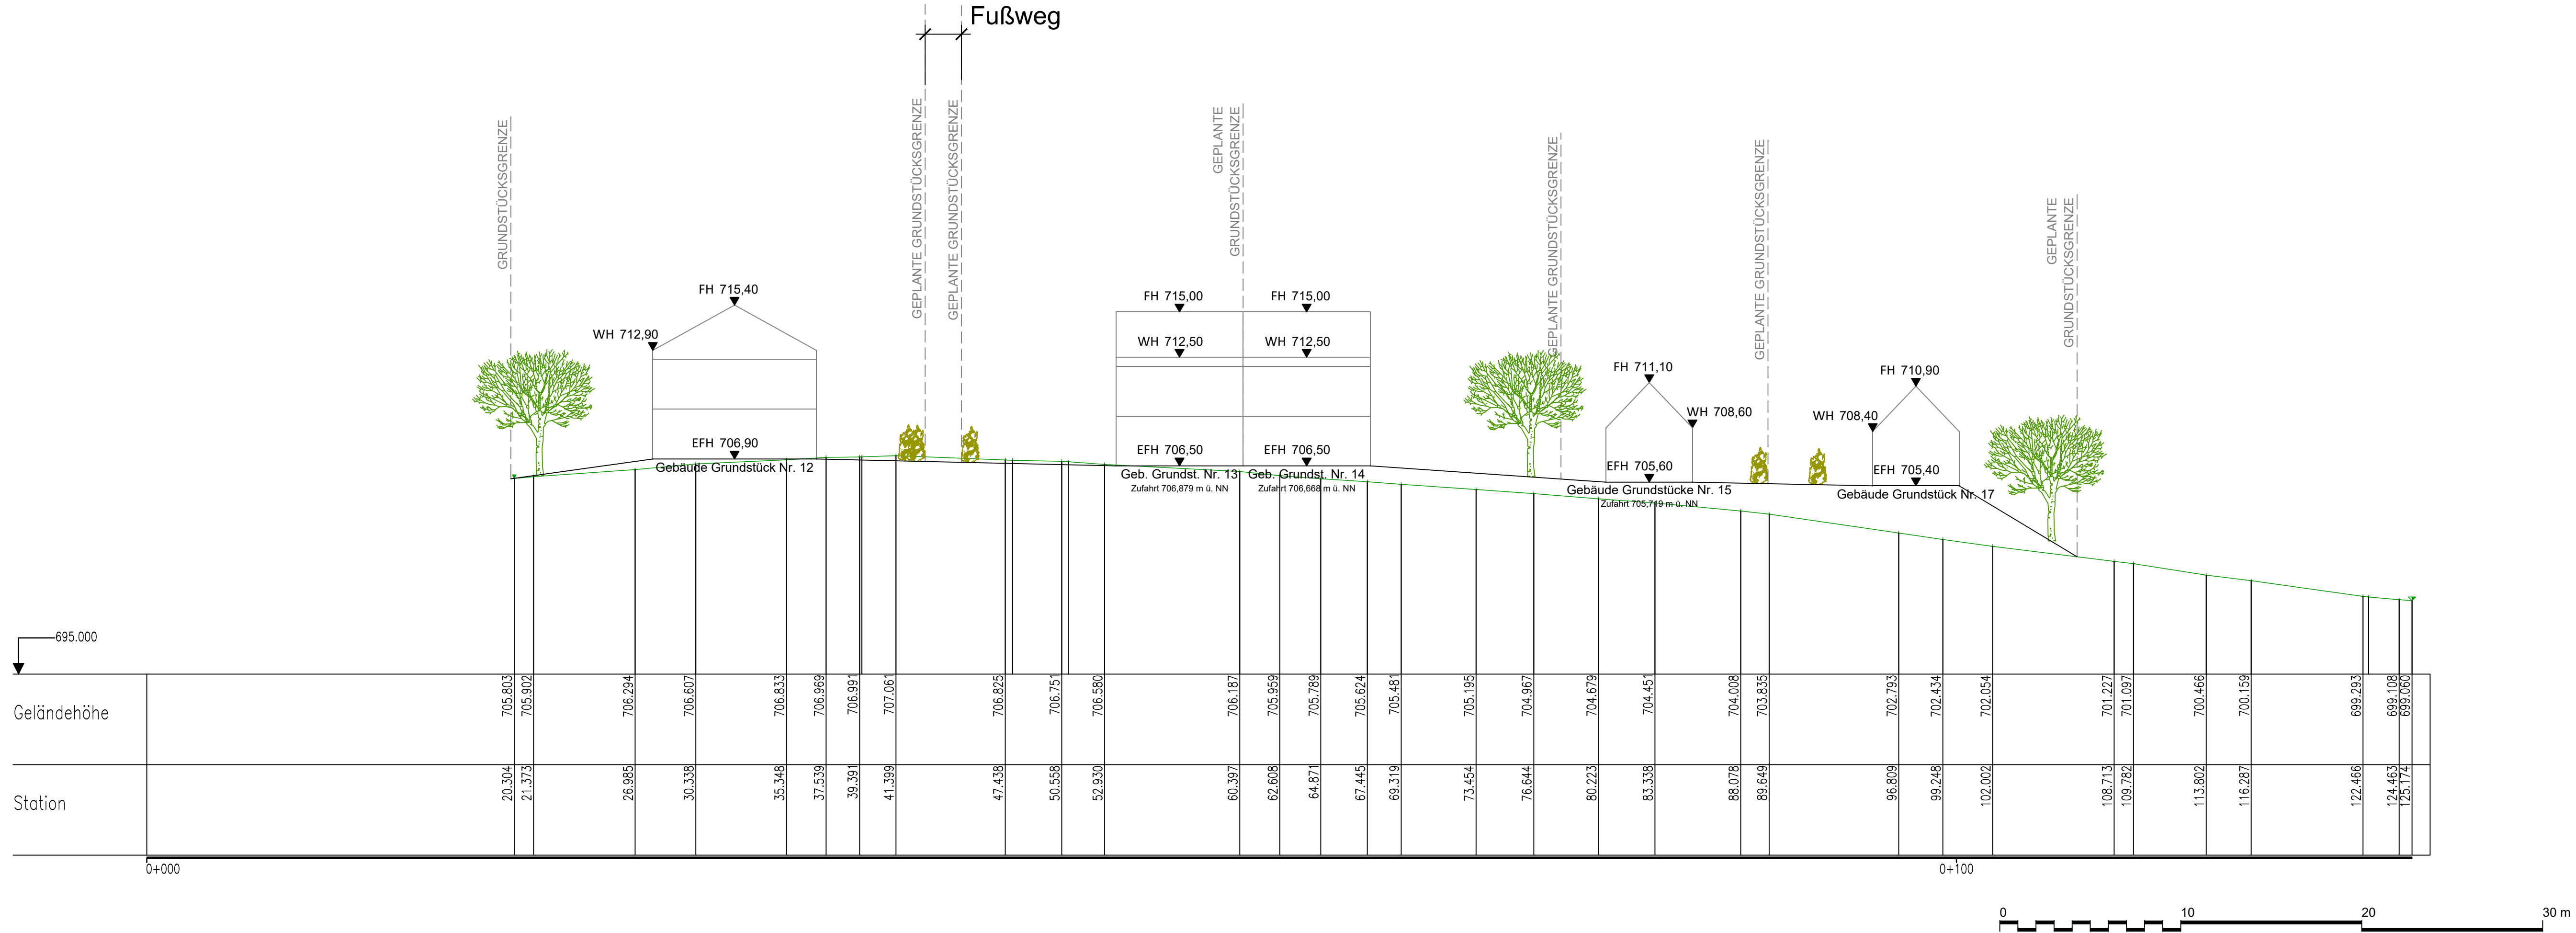 Fußweg
GRUNDSTÜCKSGRENZE
GEPLANTE GRUNDSTÜCKSGRENZE
GEPLANTE GRUNDSTÜCKSGRENZE
GEPLANTE
GRUNDSTÜCKSGRENZE
GEPLANTE GRUNDSTÜCKSGRENZE
GEPLANTE GRUNDSTÜCKSGRENZE
GEPLANTE
GRUNDSTÜCKSGRENZE
FH 715,40
WH 712,90
EFH 706,90
Gebäude Grundstück Nr. 12
FH 715,00
WH 712,50
EFH 706,50
Geb. Grundst. Nr. 13
Zufahrt 706,879 m ü. NN
FH 715,00
WH 712,50
EFH 706,50
Geb. Grundst. Nr. 14
Zufahrt 706,668 m ü. NN
FH 711,10
WH 708,60
EFH 705,60
Gebäude Grundstücke Nr. 15
Zufahrt 705,719 m ü. NN
FH 710,90
WH 708,40
EFH 705,40
Gebäude Grundstück Nr. 17
695.000
Geländehöhe
705.803
705.902
706.294
706.607
706.833
706.969
706.991
707.061
706.825
706.751
706.580
706.187
705.959
705.789
705.624
705.481
705.195
704.967
704.679
704.451
704.008
703.835
702.793
702.434
702.054
701.227
701.097
700.466
700.159
699.293
699.108
699.060
Station
20.304
21.373
26.985
30.338
35.348
37.539
39.391
41.399
47.438
50.558
52.930
60.397
62.608
64.871
67.445
69.319
73.454
76.644
80.223
83.338
88.078
89.649
96.809
99.248
102.002
108.713
109.782
113.802
116.287
122.466
124.463
125.174
0+000
0+100
0
10
20
30 m